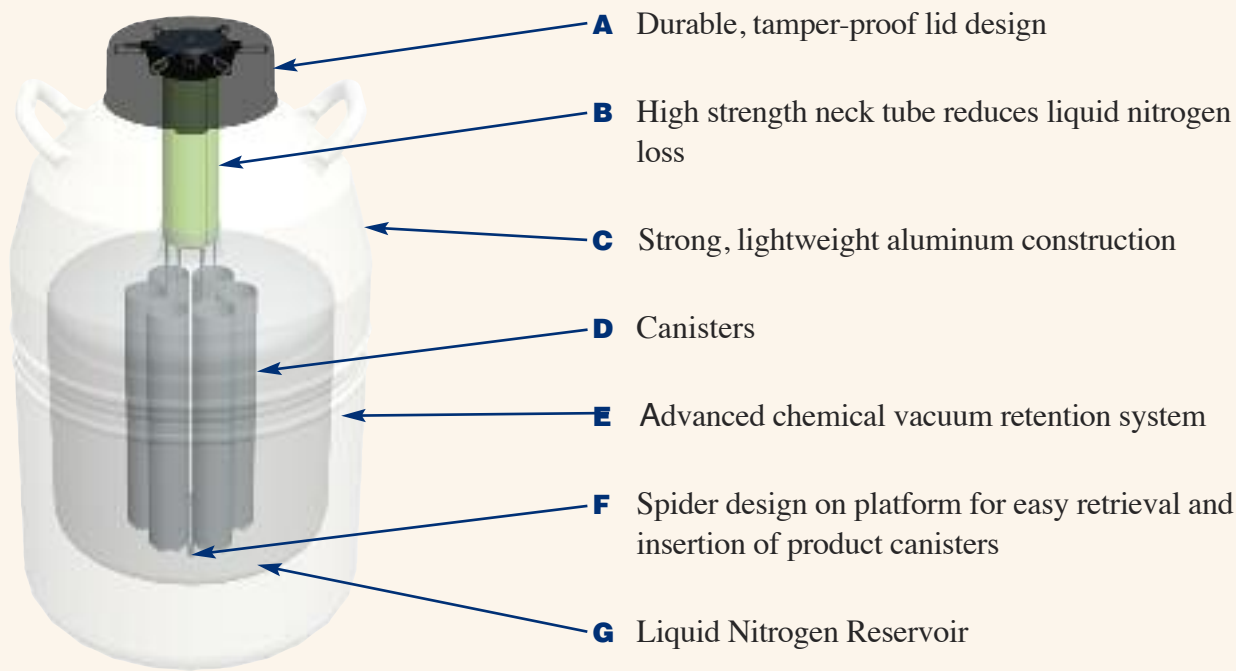 A Durable, tamper-proof lid design
B High strength neck tube reduces liquid nitrogen
loss
C Strong, lightweight aluminum construction
D Canisters
E Advanced chemical vacuum retention system
F Spider design on platform for easy retrieval and
insertion of product canisters
G Liquid Nitrogen Reservoir